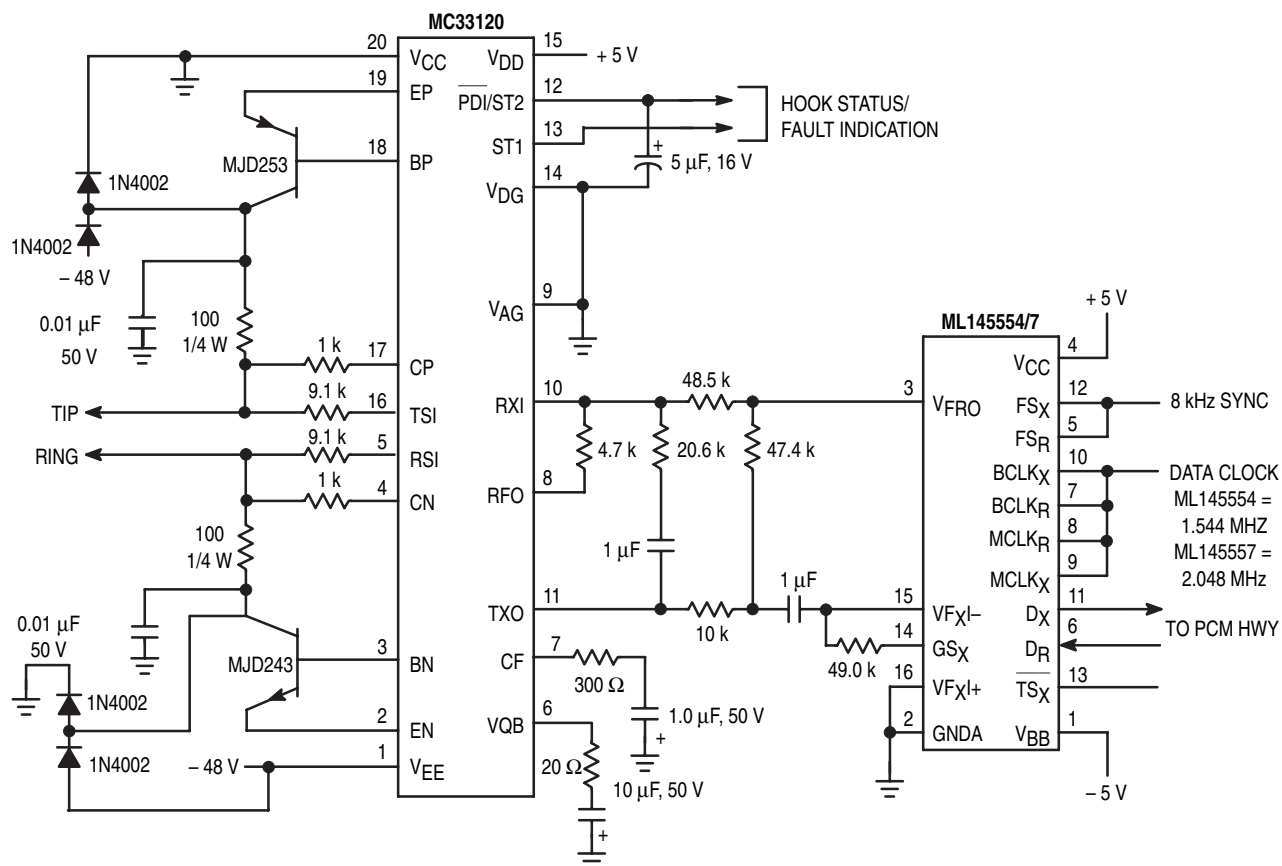 MC33120
20
VCC
19
EP
18
BP
MJD253
1N4002
1N4002
– 48 V
0.01 µF
50 V
100
1/4 W
1 k
17
CP
9.1 k
16
TSI
TIP
RING
9.1 k
5
RSI
1 k
4
CN
100
1/4 W
0.01 µF
50 V
MJD243
3
BN
1N4002
2
EN
1N4002
– 48 V
1
VEE
15
VDD
+ 5 V
12
PDI/ST2
13
ST1
HOOK STATUS/
FAULT INDICATION
+
5 µF, 16 V
14
VDG
9
VAG
10
RXI
48.5 k
4.7 k
20.6 k
47.4 k
8
RFO
1 µF
11
TXO
10 k
1 µF
49.0 k
7
CF
300 Ω
1.0 µF, 50 V
+
6
VQB
20 Ω
10 µF, 50 V
+
ML145554/7
+ 5 V
4
VCC
3
VFRO
12
FSX
8 kHz SYNC
5
FSR
10
BCLKX
DATA CLOCK
7
BCLKR
ML145554 =
1.544 MHZ
8
MCLKR
ML145557 =
2.048 MHz
9
MCLKX
15
VFXI–
11
DX
TO PCM HWY
14
GSX
6
DR
16
VFXI+
13
TSX
2
GNDA
1
VBB
– 5 V